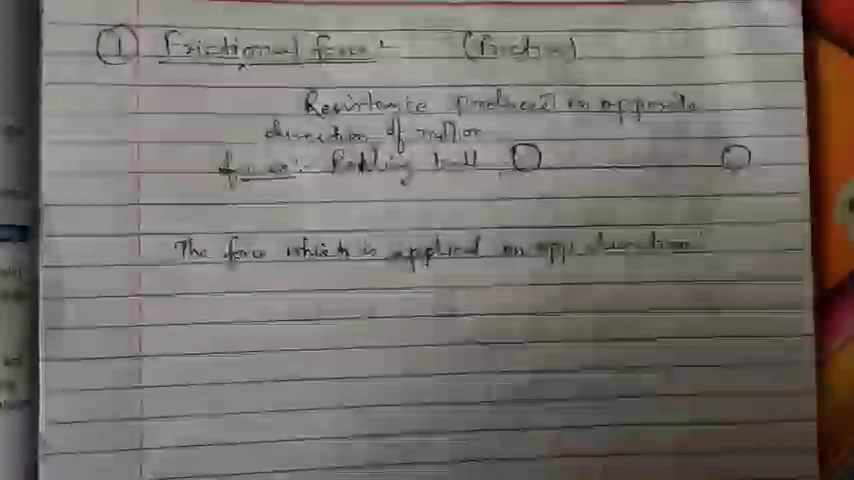 ① Frictional force :- (Friction)
Resistance produced in opposite
direction of motion
force :- Rolling ball
The force which is applied on opp. direction